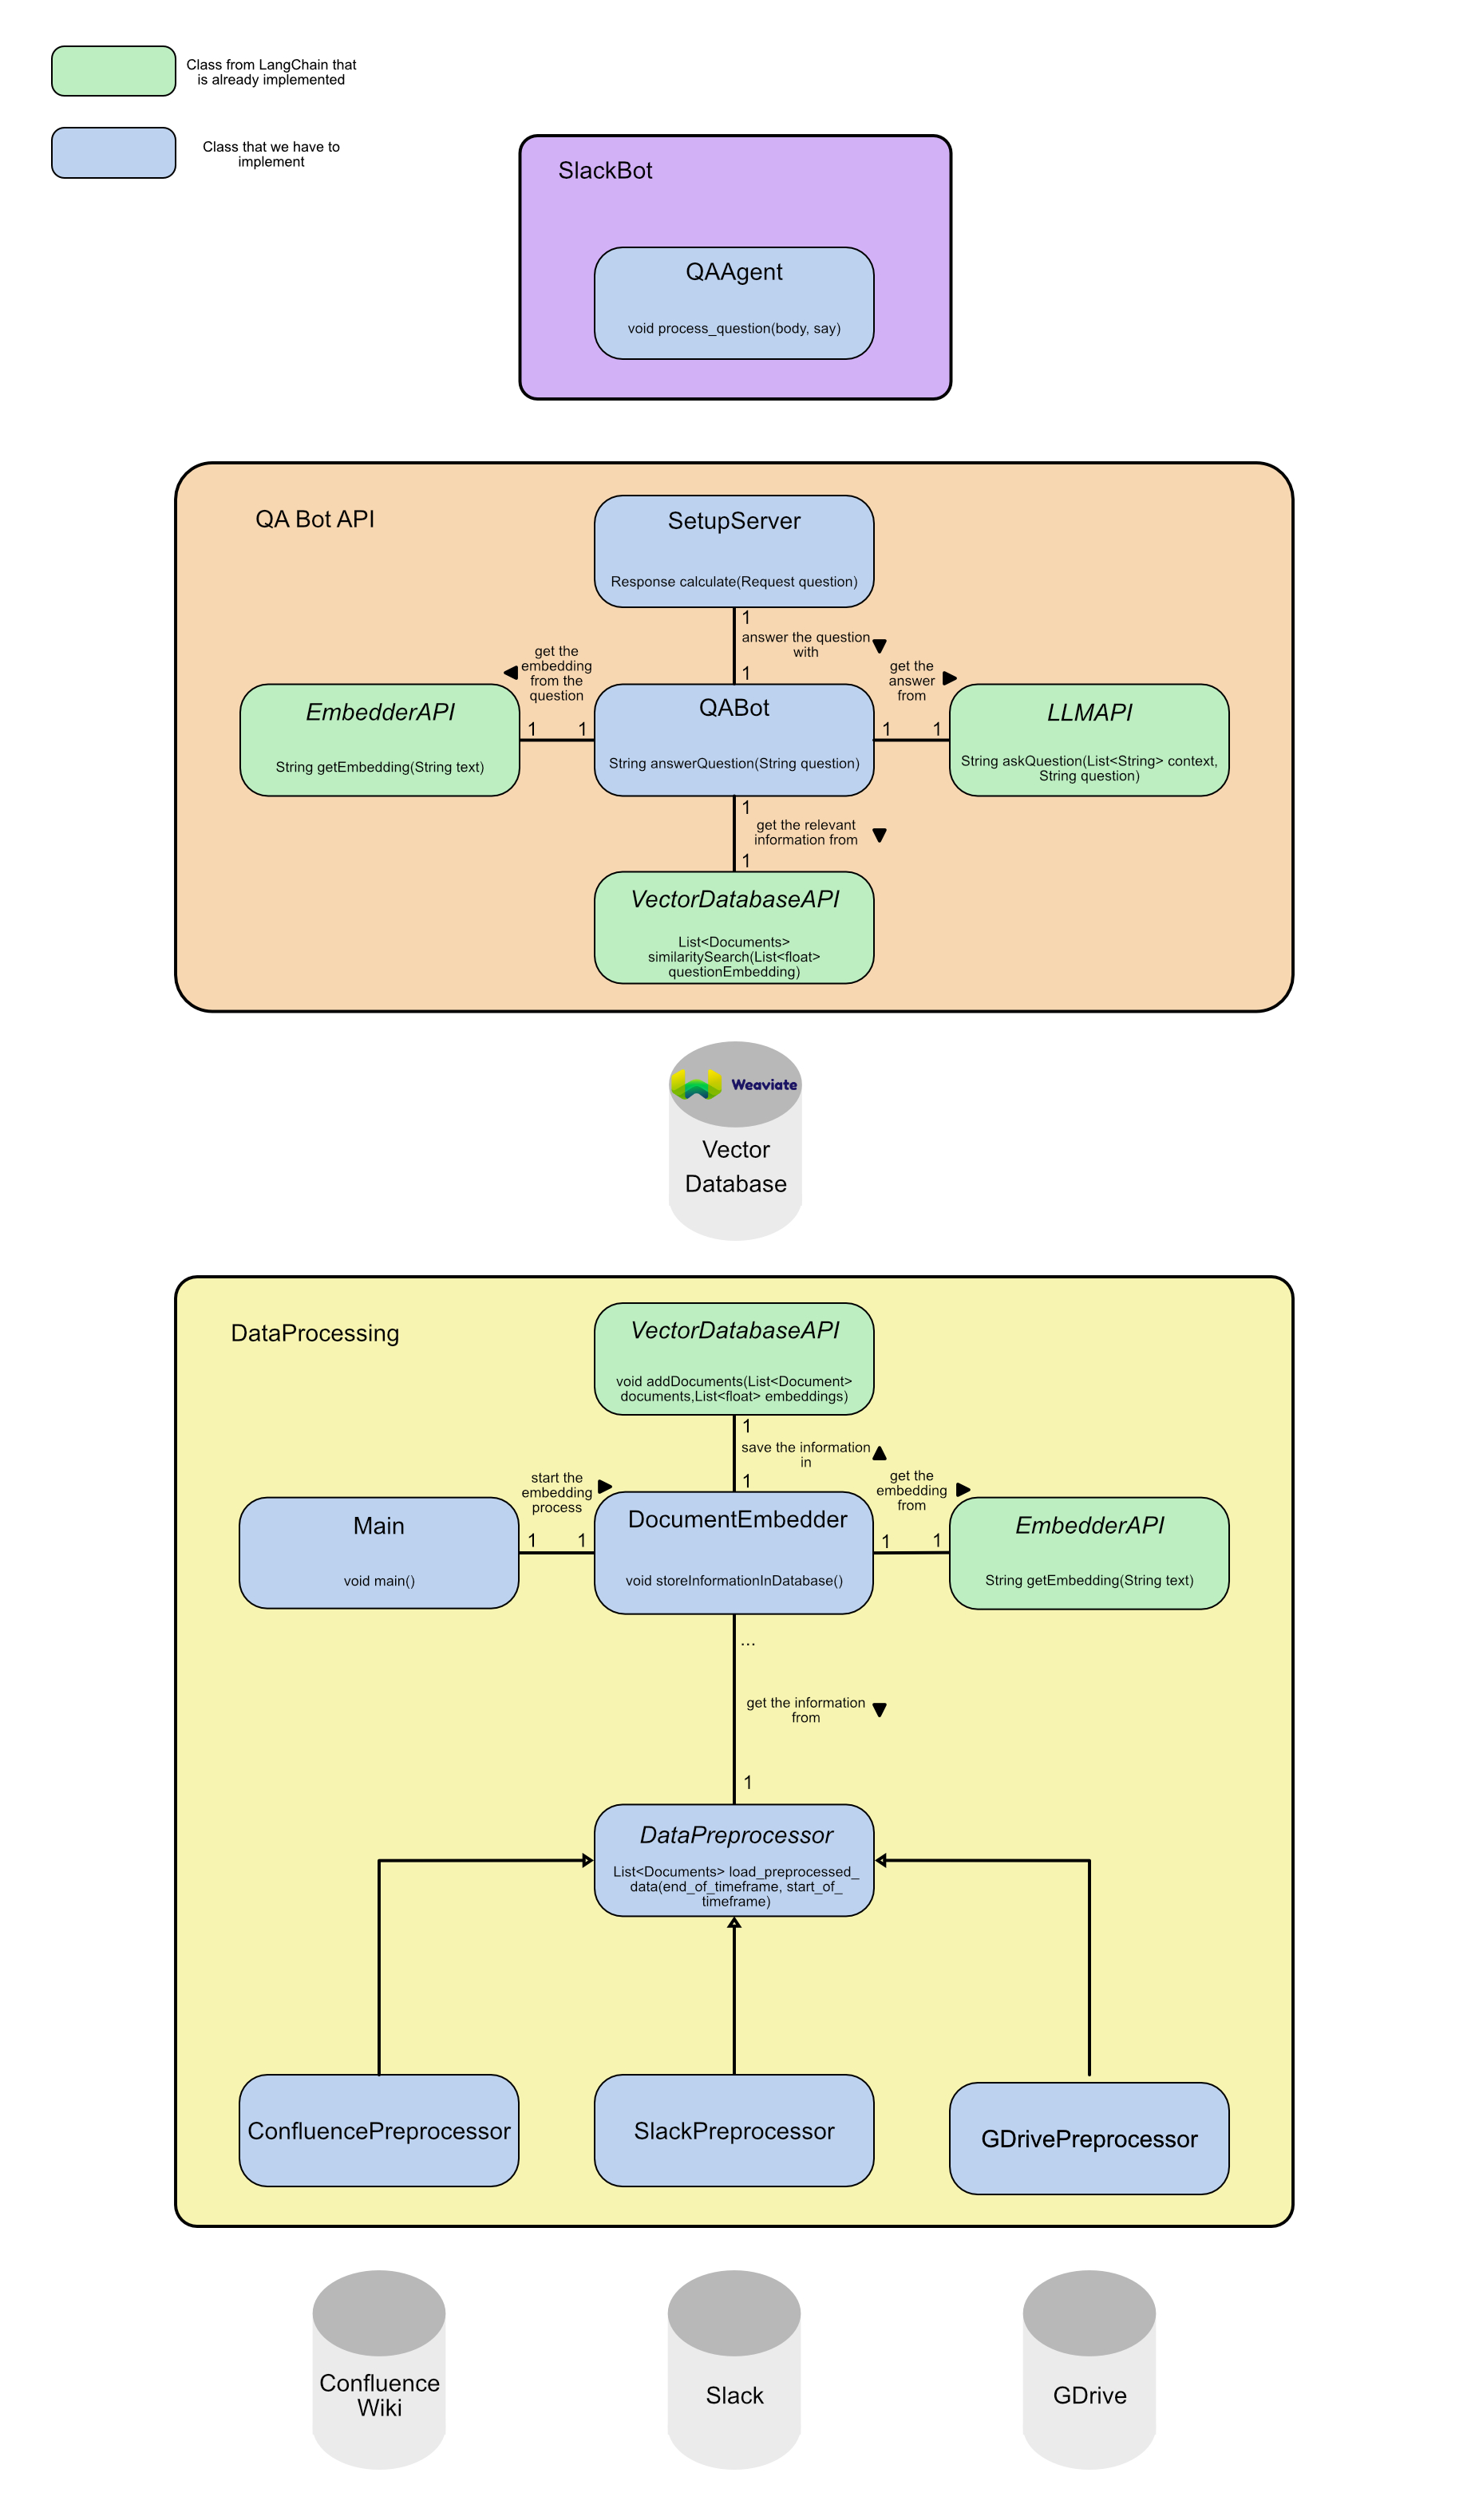 Class from LangChain that
is already implemented
Class that we have to
implement
SlackBot
QAAgent
void process_question(body, say)
QA Bot API
SetupServer
Response calculate(Request question)
1
answer the question
with
1
get the
embedding
from the
question
get the
answer
from
EmbedderAPI
String getEmbedding(String text)
1
1
QABot
String answerQuestion(String question)
1
1
LLMAPI
String askQuestion(List<String> context,
String question)
1
get the relevant
information from
1
VectorDatabaseAPI
List<Documents>
similaritySearch(List<float>
questionEmbedding)
Weaviate
Vector
Database
DataProcessing
VectorDatabaseAPI
void addDocuments(List<Document>
documents,List<float> embeddings)
1
save the information
in
1
start the
embedding
process
get the
embedding
from
Main
void main()
1
1
DocumentEmbedder
void storeInformationInDatabase()
1
1
EmbedderAPI
String getEmbedding(String text)
...
get the information
from
1
DataPreprocessor
List<Documents> load_preprocessed_
data(end_of_timeframe, start_of_
timeframe)
ConfluencePreprocessor
SlackPreprocessor
GDrivePreprocessor
Confluence
Wiki
Slack
GDrive